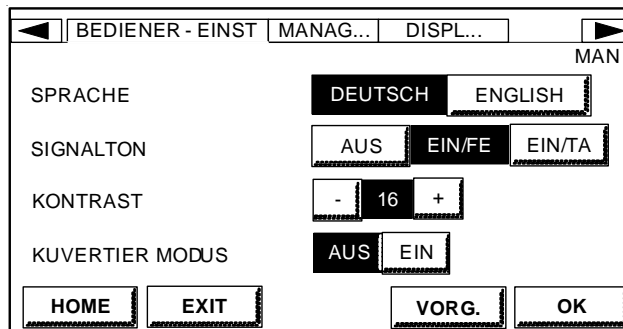 BEDIENER - EINST MANAG... DISPL...
MAN
SPRACHE DEUTSCH ENGLISH
SIGNALTON AUS EIN/FE EIN/TA
KONTRAST - 16 +
KUVERTIER MODUS AUS EIN
HOME EXIT VORG. OK